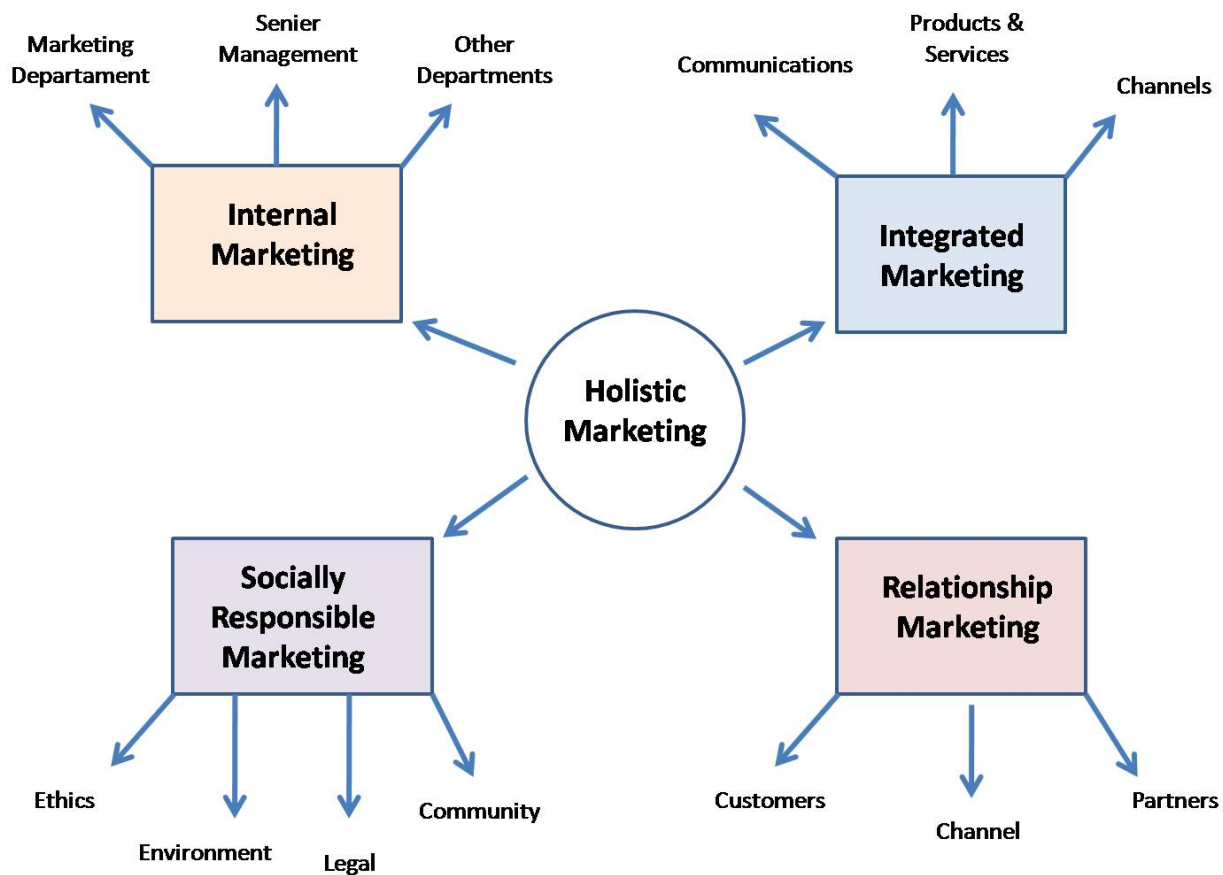 Marketing
Departament
Senier
Management
Other
Departments
Internal
Marketing
Communications
Products &
Services
Channels
Integrated
Marketing
Holistic
Marketing
Socially
Responsible
Marketing
Ethics
Environment
Legal
Community
Relationship
Marketing
Customers
Channel
Partners